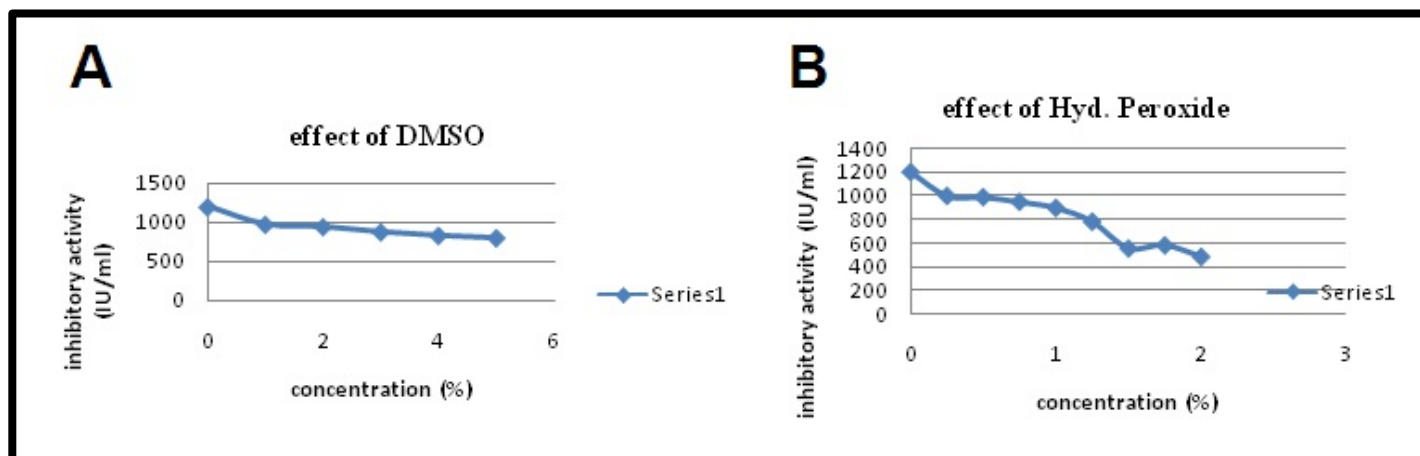 A
effect of DMSO
inhibitory activity
(IU/ml)
1500
1000
500
0
0 2 4 6
concentration (%)
Series1
B
effect of Hyd. Peroxide
inhibitory activity (IU/ml)
1400
1200
1000
800
600
400
200
0
0 1 2 3
concentration (%)
Series1